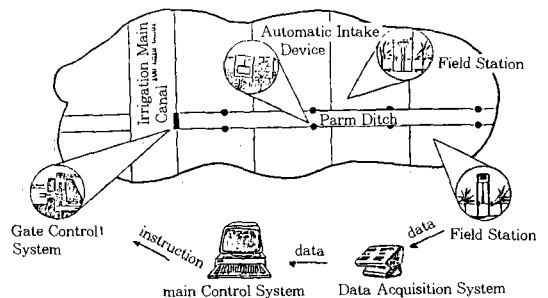 Automatic Intake
Device
Field Station
Irrigation Main
Canal
Parm Ditch
Gate Control
System
instruction
data
data
Field Station
main Control System
Data Acquisition System